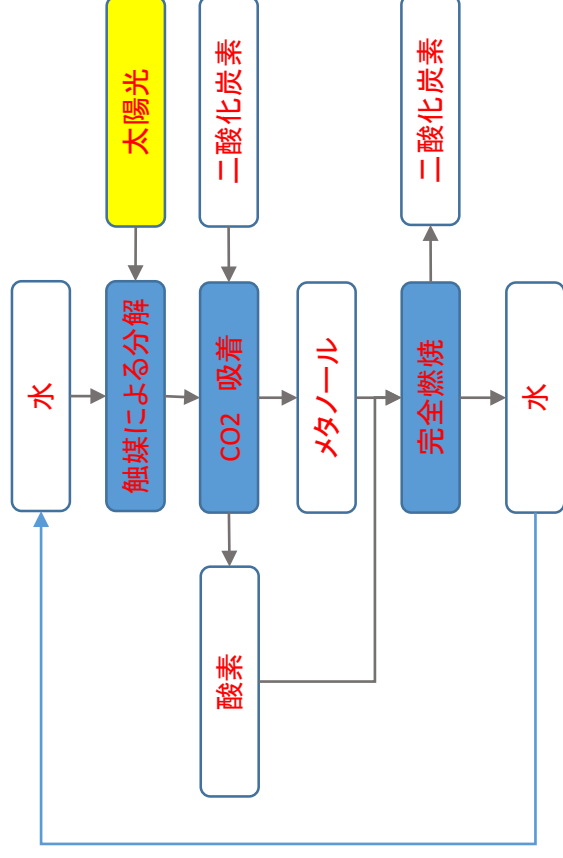 水
太陽光
触媒による分解
二酸化炭素
CO2 吸着
酸素
メタノール
二酸化炭素
完全燃焼
水